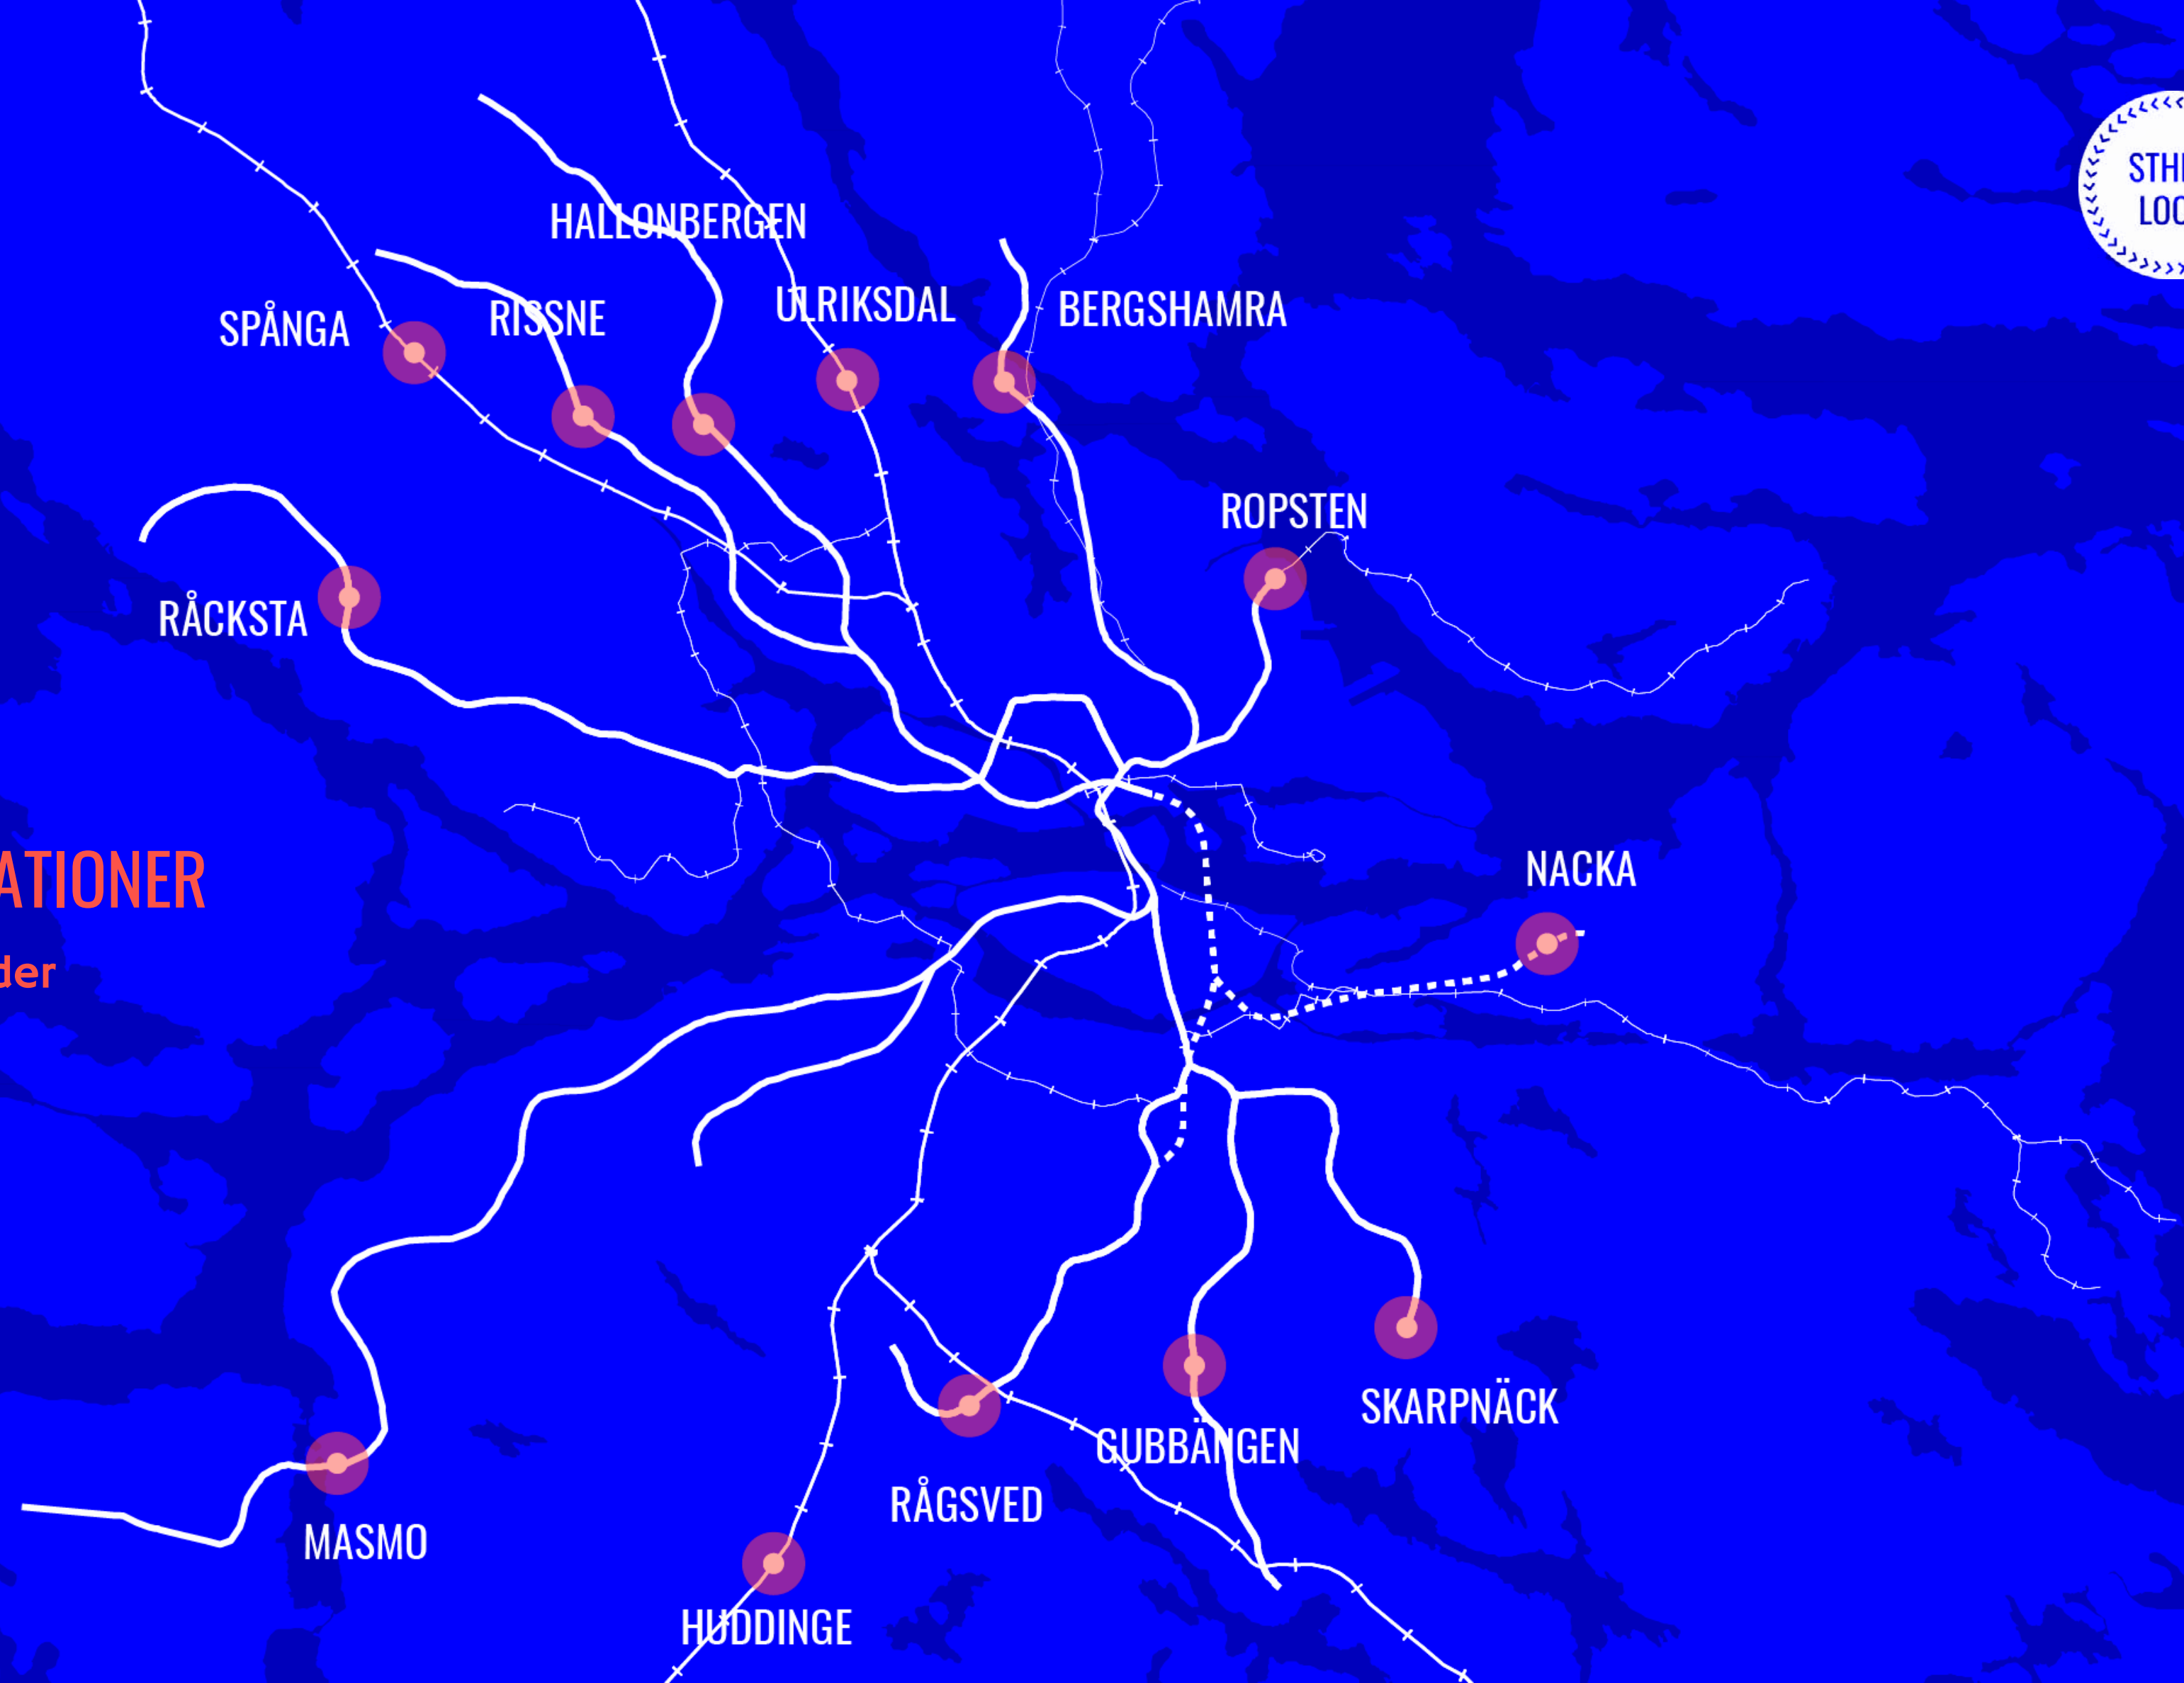 HALLONBERGEN
SPÅNGA
RISSNE
ULRIKSDAL
BERGSHAMRA
ROPSTEN
RÅCKSTA
NACKA
SKARPNÄCK
GUBBÄNGEN
RÅGSVED
MASMO
HUDDINGE